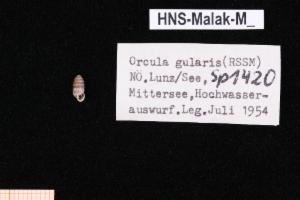 HNS-Malak-M_
Orcula gularis(RSSM)
NÖ.Lunz/See, Sp1420
Mittersee,Hochwasser-
auswurf.Leg.Juli 1954